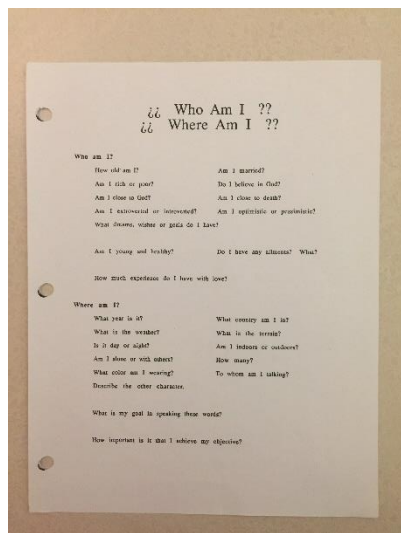 ¿¿ Who Am I ??
¿¿ Where Am I ??
Who am I?
How old am I? Am I married?
Am I rich or poor? Do I believe in God?
Am I close to God? Am I close to death?
Am I extroverted or introverted? Am I optimistic or pessimistic?
What dreams, wishes or goals do I have?
Am I young and healthy? Do I have any ailments? What?
How much experience do I have with love?
Where am I?
What year is it? What country am I in?
What is the weather? What is the terrain?
Is it day or night? Am I indoors or outdoors?
Am I alone or with others? How many?
What color am I wearing? To whom am I talking?
Describe the other character.
What is my goal in speaking these words?
How important is it that I achieve my objective?